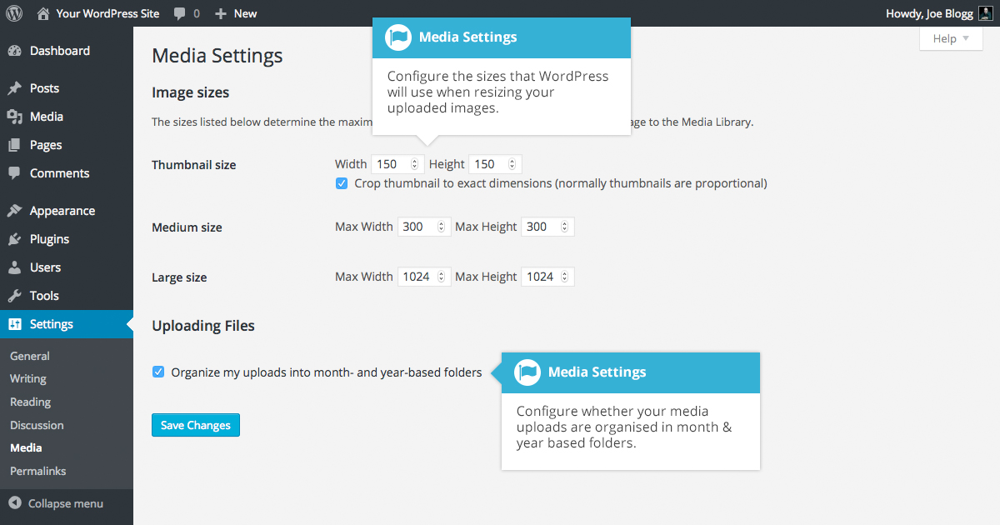 Your WordPress Site 0 New Howdy, Joe Blogg
Help
Dashboard
Posts
Media
Pages
Comments
Appearance
Plugins
Users
Tools
Settings
General
Writing
Reading
Discussion
Media
Permalinks
Collapse menu
Media Settings
Image sizes
The sizes listed below determine the maxim
age to the Media Library.
Media Settings
Configure the sizes that WordPress
will use when resizing your
uploaded images.
Thumbnail size Width 150 Height 150
Crop thumbnail to exact dimensions (normally thumbnails are proportional)
Medium size Max Width 300 Max Height 300
Large size Max Width 1024 Max Height 1024
Uploading Files
Organize my uploads into month- and year-based folders
Media Settings
Configure whether your media
uploads are organised in month &
year based folders.
Save Changes